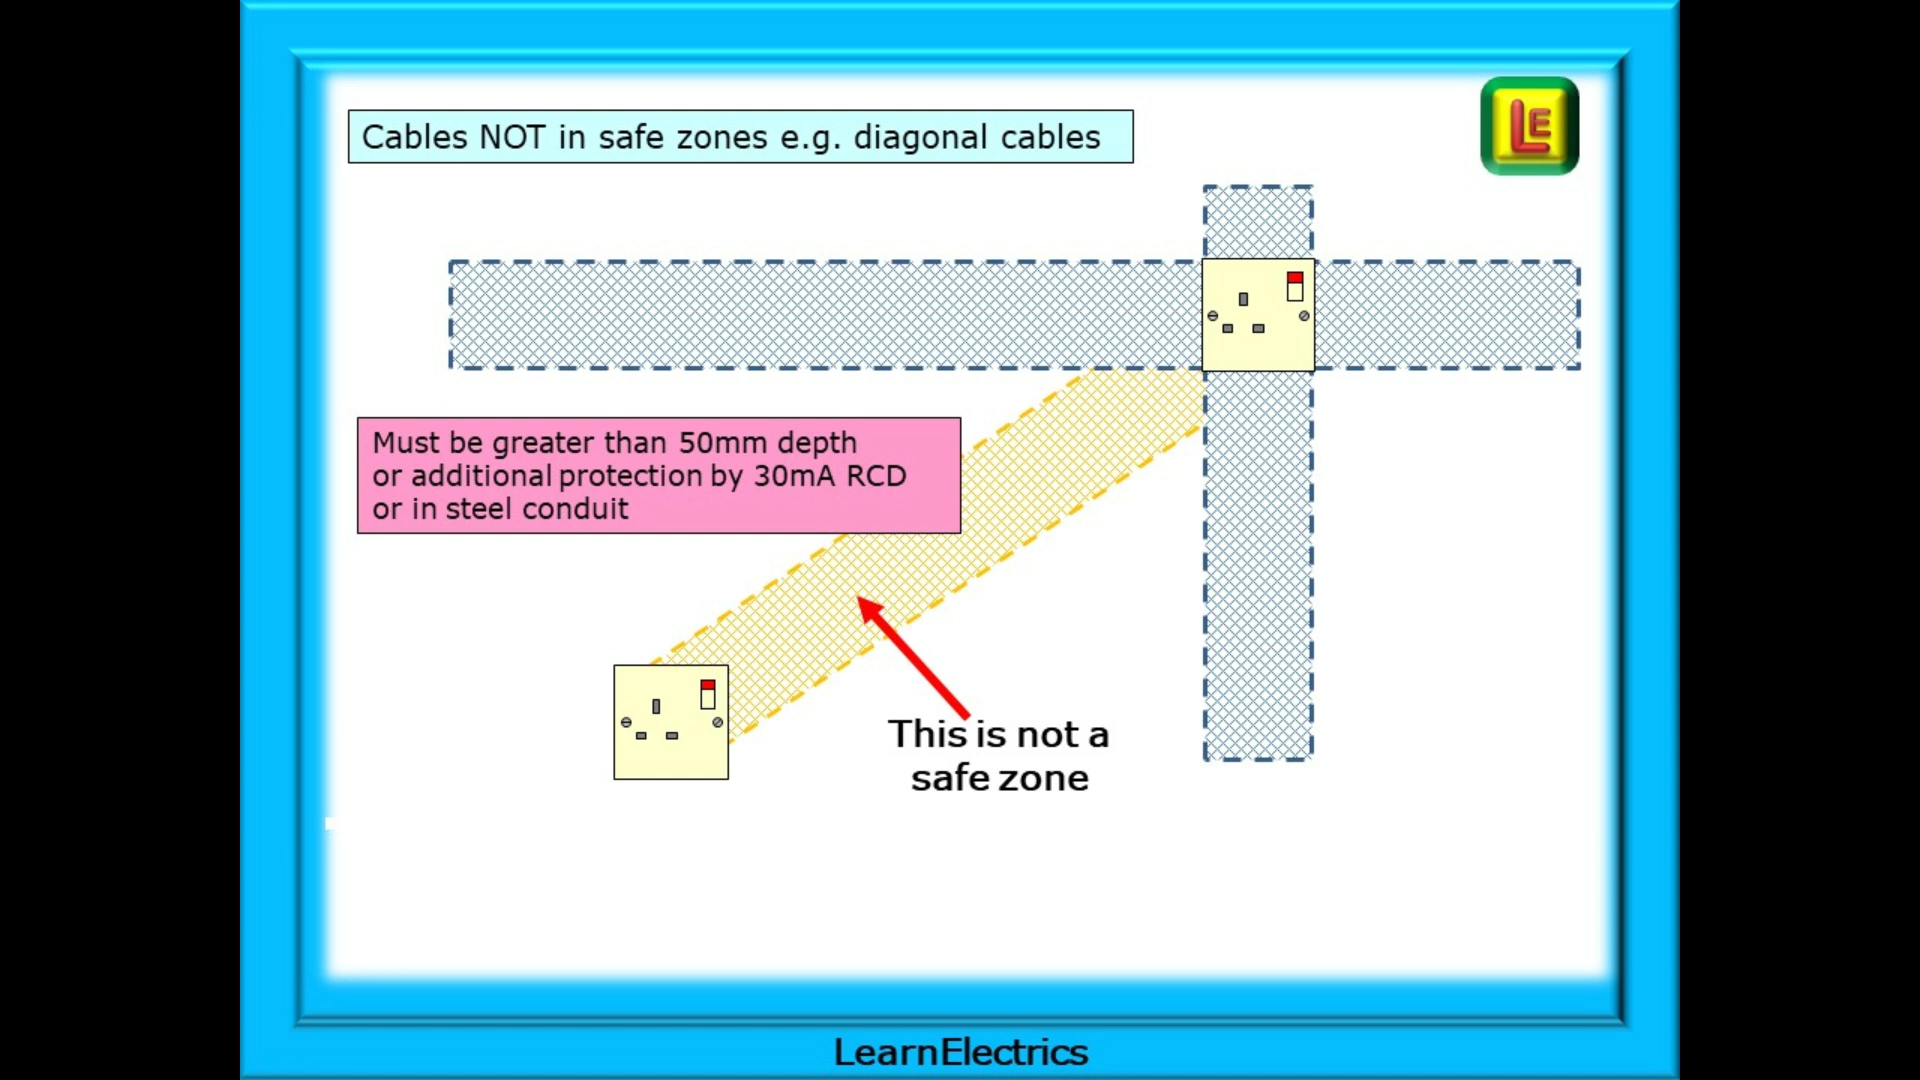 Cables NOT in safe zones e.g. diagonal cables
LE
Must be greater than 50mm depth
or additional protection by 30mA RCD
or in steel conduit
This is not a
safe zone
LearnElectrics